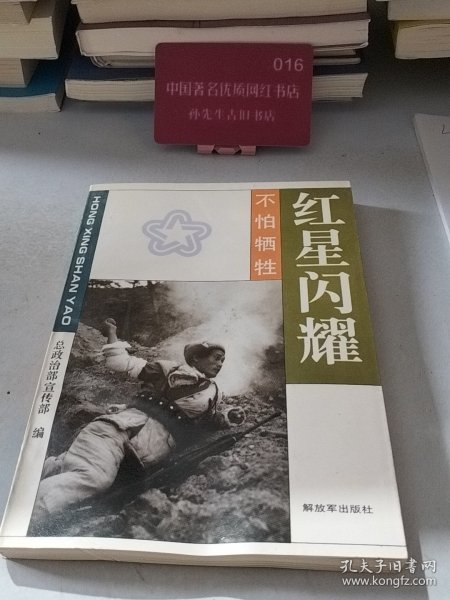 016
中国著名优质网红书店
孙先生古旧书店
HONG XING SHAN YAO
不怕牺牲
红星闪耀
总政治部宣传部 编
解放军出版社
孔夫子旧书网
www.kongfz.com